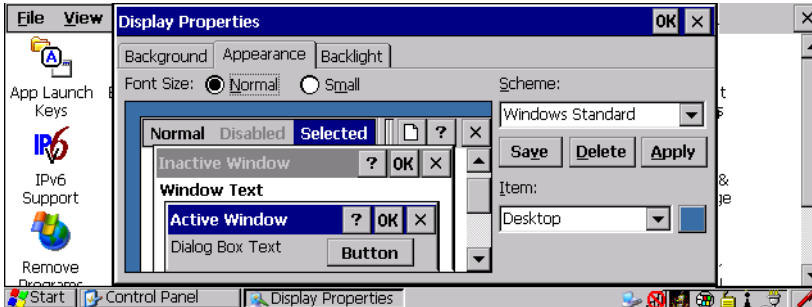 File View
Display Properties OK
Background Appearance Backlight
Font Size: Normal Small Scheme:
App Launch
Keys
Windows Standard
Normal Disabled Selected ?
Save Delete Apply
Inactive Window ? OK
IPv6
Support
Window Text
Item:
Active Window ? OK
Desktop
Dialog Box Text Button
Remove
Programs
Start Control Panel Display Properties